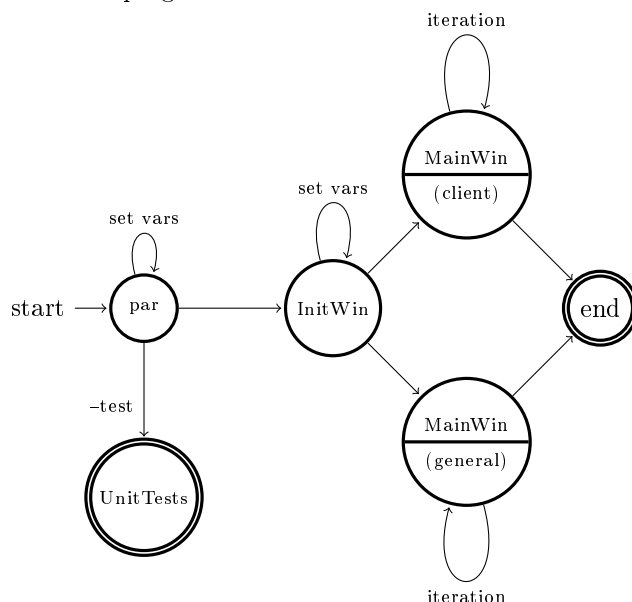 iteration
MainWin
(client)
set vars
set vars
start
par
InitWin
end
–test
MainWin
(general)
UnitTests
iteration